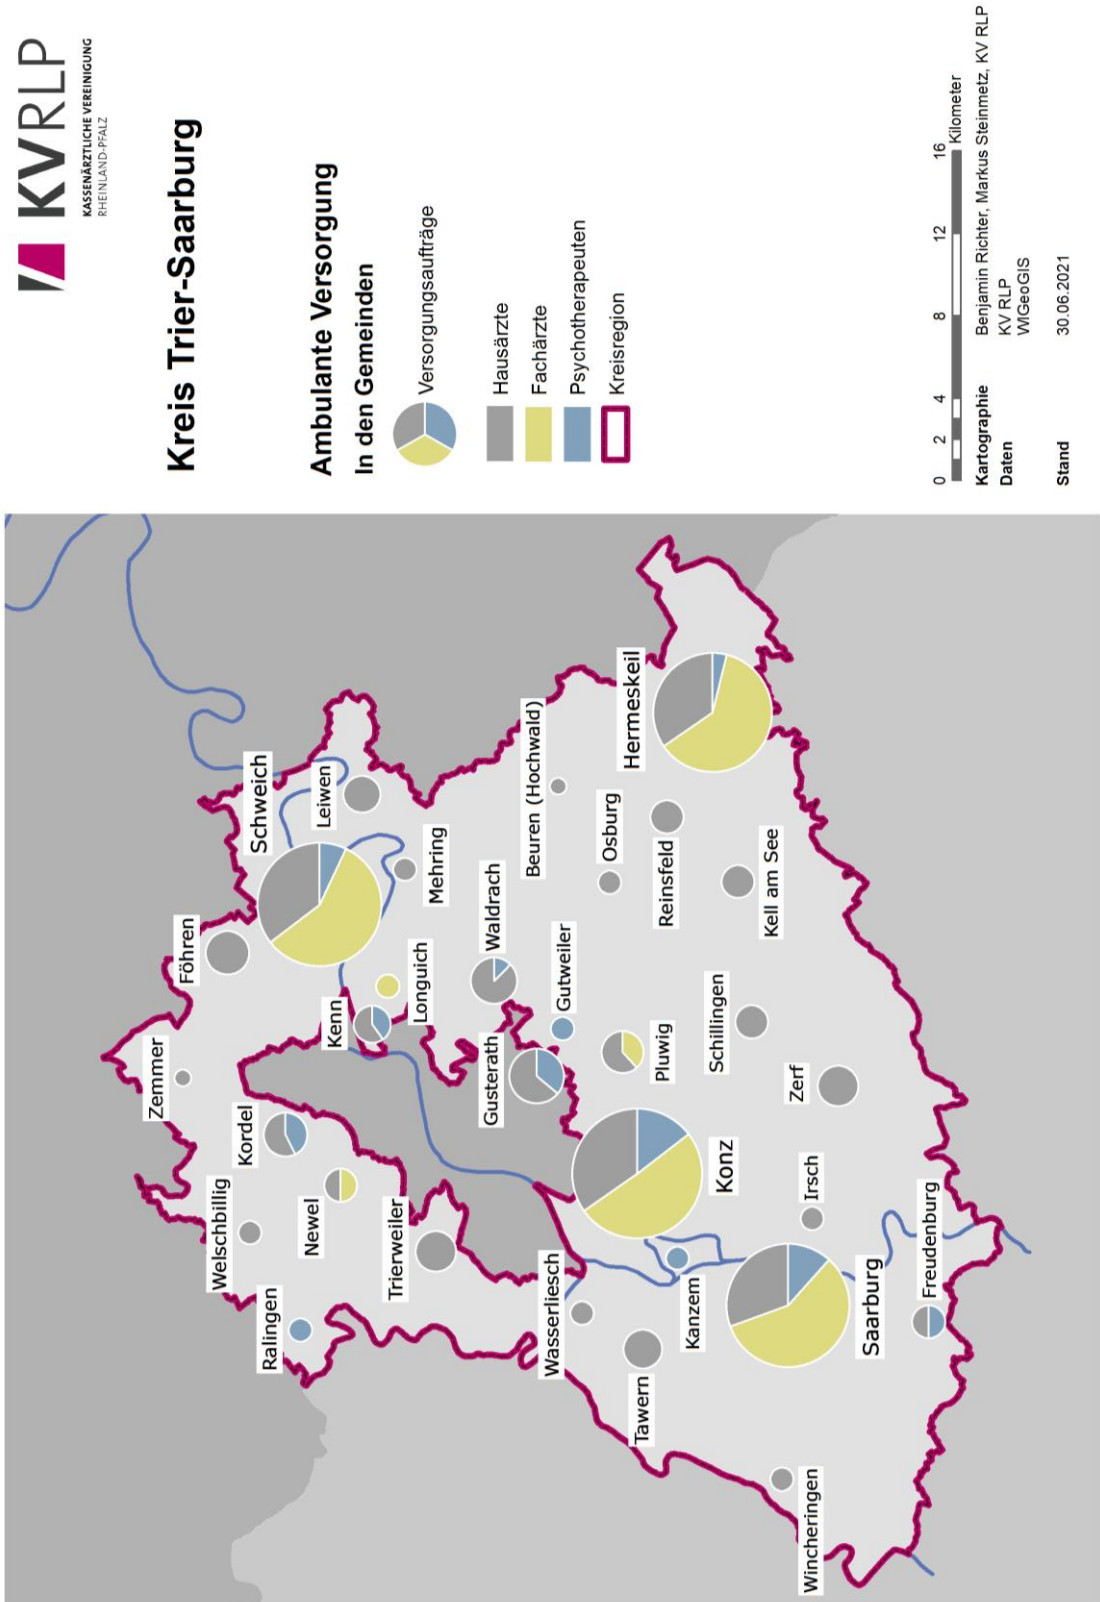 KVRLP
KASSENÄRZTLICHE VEREINIGUNG
RHEINLAND-PFALZ
Kreis Trier-Saarburg
Ambulante Versorgung
In den Gemeinden
Versorgungsaufträge
Hausärzte
Fachärzte
Psychotherapeuten
Kreisregion
0 2 4 8 12 16
Kilometer
Kartographie Benjamin Richter, Markus Steinmetz, KV RLP
Daten KV RLP
WIGeoGIS
Stand 30.06.2021
Zemmer
Föhren
Schweich
Welschbillig
Kordel
Ralingen
Newel
Kenn
Leiwen
Trierweiler
Longuich
Mehring
Gusterath
Waldrach
Beuren (Hochwald)
Wasserliesch
Gutweiler
Osburg
Hermeskeil
Tawern
Pluwig
Reinsfeld
Kanzem
Konz
Schillingen
Kell am See
Zerf
Wincheringen
Irsch
Saarburg
Freudenburg